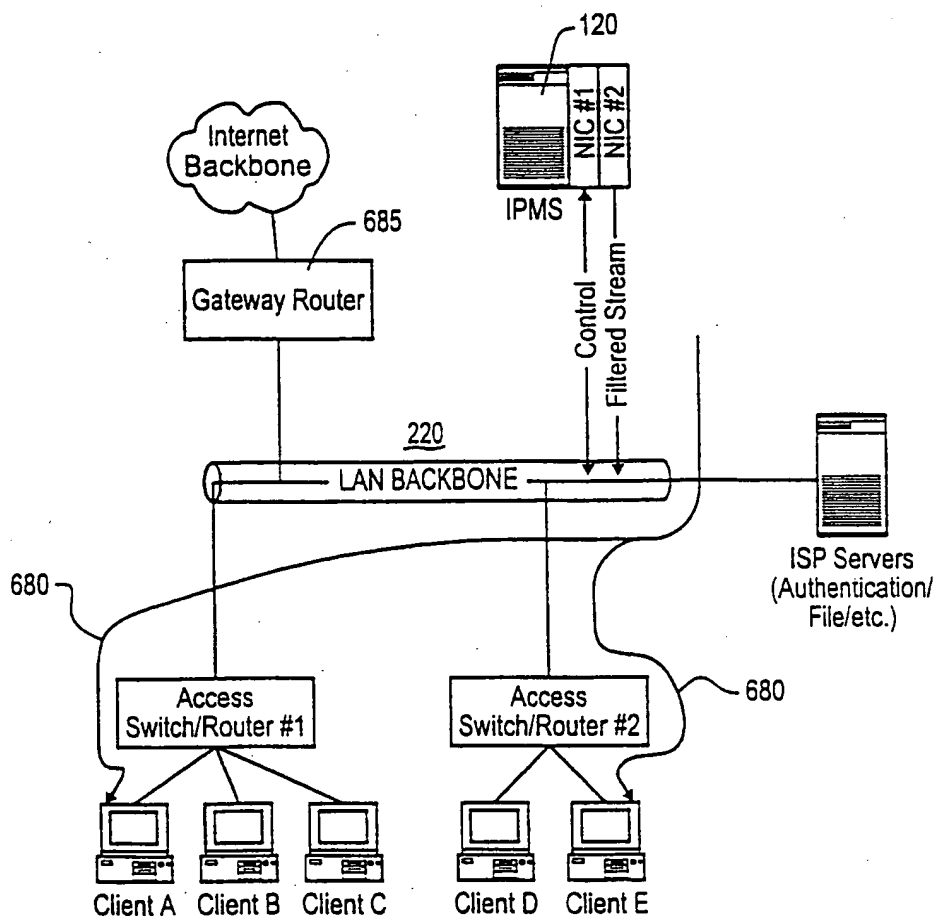 120
NIC #1
NIC #2
IPMS
Internet
Backbone
685
Gateway Router
Control
Filtered Stream
220
LAN BACKBONE
ISP Servers
(Authentication/
File/etc.)
680
680
Access
Switch/Router #1
Access
Switch/Router #2
Client A
Client B
Client C
Client D
Client E